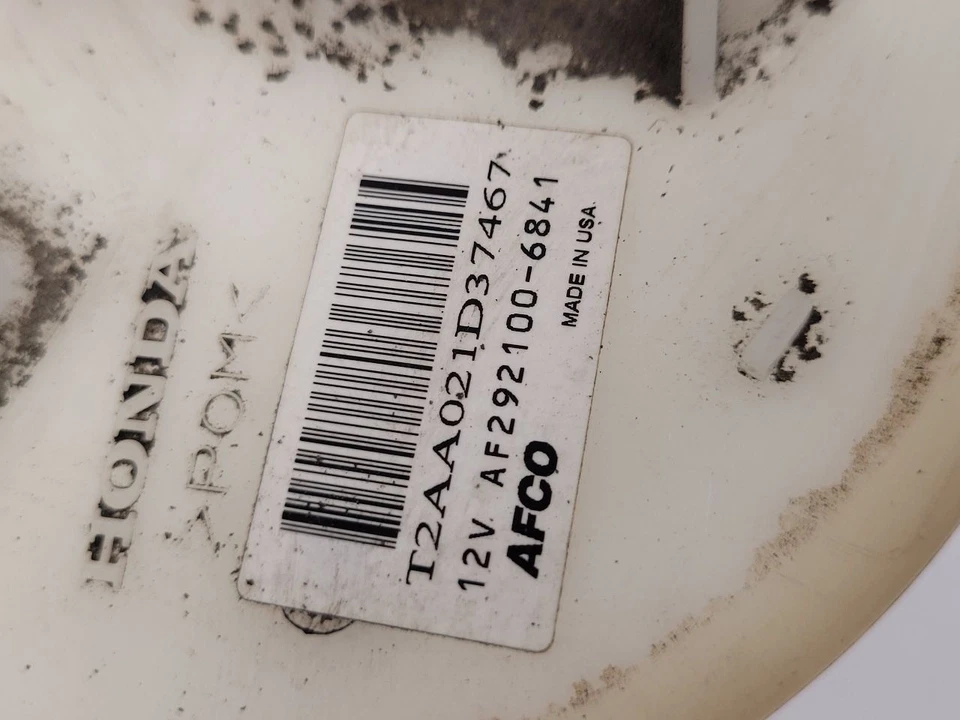 HONDA
>POM<
T2AA021D37467
12V AF292100-6841
AFCO
MADE IN USA.